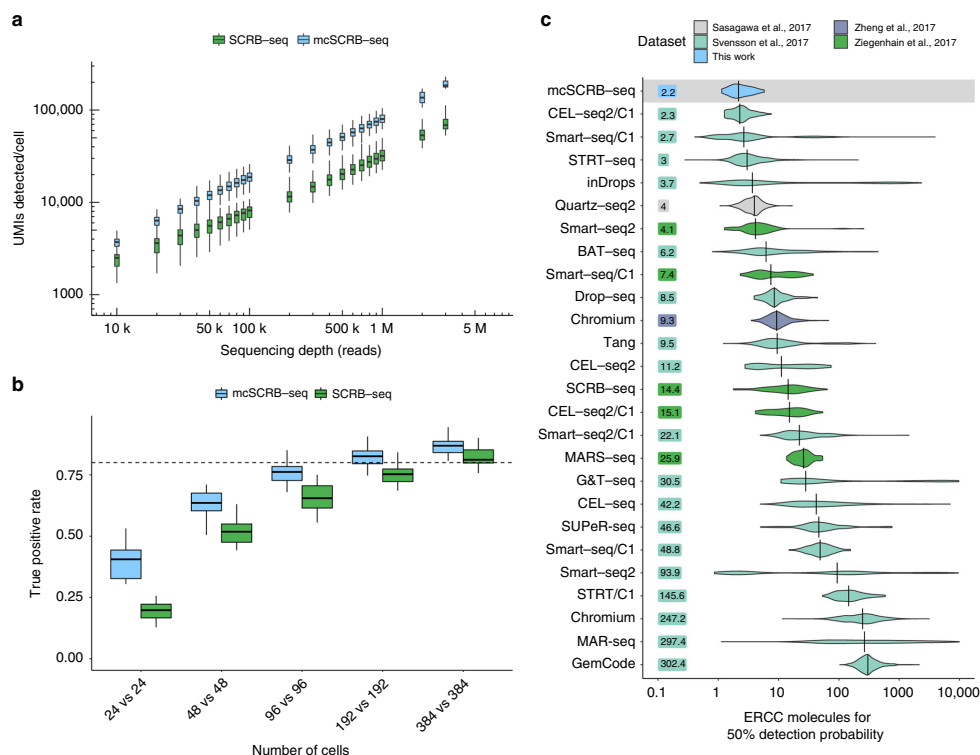 a
SCRB–seq
mcSCRB–seq
UMIs detected/cell
100,000
10,000
1000
10 k
50 k
100 k
500 k
1 M
5 M
Sequencing depth (reads)
b
mcSCRB–seq
SCRB–seq
True positive rate
0.75
0.50
0.25
0.00
24 vs 24
48 vs 48
96 vs 96
192 vs 192
384 vs 384
Number of cells
c
Dataset
Sasagawa et al., 2017
Zheng et al., 2017
Svensson et al., 2017
Ziegenhain et al., 2017
This work
mcSCRB–seq 2.2
CEL–seq2/C1 2.3
Smart–seq/C1 2.7
STRT–seq 3
inDrops 3.7
Quartz–seq2 4
Smart–seq2 4.1
BAT–seq 6.2
Smart–seq/C1 7.4
Drop–seq 8.5
Chromium 9.3
Tang 9.5
CEL–seq2 11.2
SCRB–seq 14.4
CEL–seq2/C1 15.1
Smart–seq2/C1 22.1
MARS–seq 25.9
G&T–seq 30.5
CEL–seq 42.2
SUPeR-seq 46.6
Smart–seq/C1 48.8
Smart–seq2 93.9
STRT/C1 145.6
Chromium 247.2
MAR-seq 297.4
GemCode 302.4
0.1 1 10 100 1000 10,000
ERCC molecules for
50% detection probability